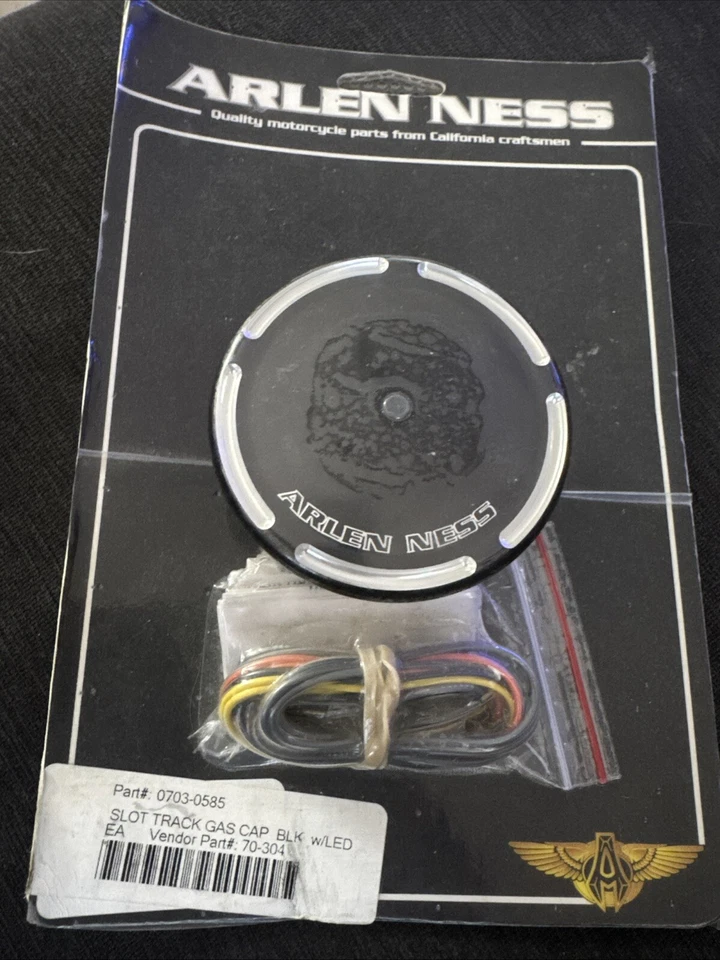 ARLEN NESS
Quality motorcycle parts from California craftsmen
ARLEN NESS
Part#: 0703-0585
SLOT TRACK GAS CAP BLK w/LED
EA Vendor Part#: 70-304